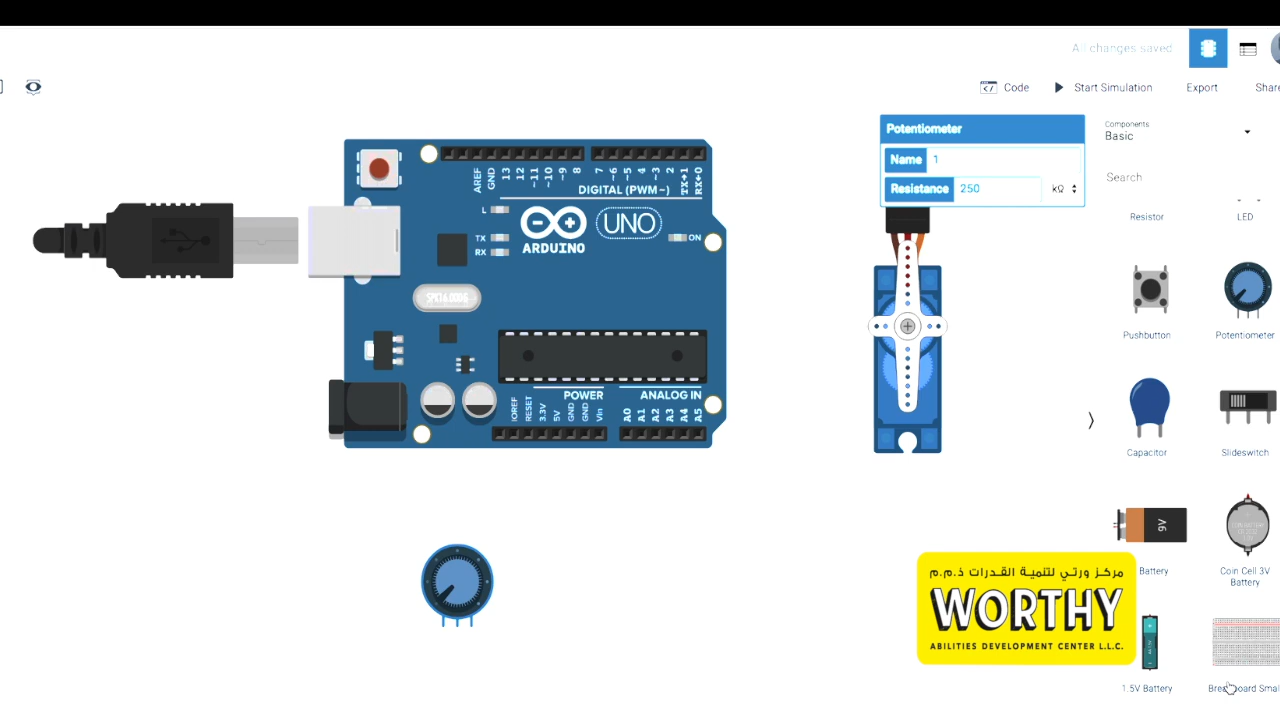 All changes saved
Code
Start Simulation
Export
Share
Potentiometer
Name 1
Resistance 250 kΩ
Components
Basic
Search
Resistor
LED
Pushbutton
Potentiometer
Capacitor
Slideswitch
9V
Battery
Coin Cell 3V
Battery
1.5V Battery
Breadboard Small
AREF
GND
13
12
~11
~10
~9
8
7
~6
~5
4
~3
2
TX→1
RX←0
DIGITAL (PWM~)
L
TX
RX
ARDUINO
UNO
ON
POWER
ANALOG IN
IOREF
RESET
3.3V
5V
GND
GND
Vin
A0
A1
A2
A3
A4
A5
مركز ورثي لتنمية القدرات ذ.م.م
WORTHY
ABILITIES DEVELOPMENT CENTER L.L.C.